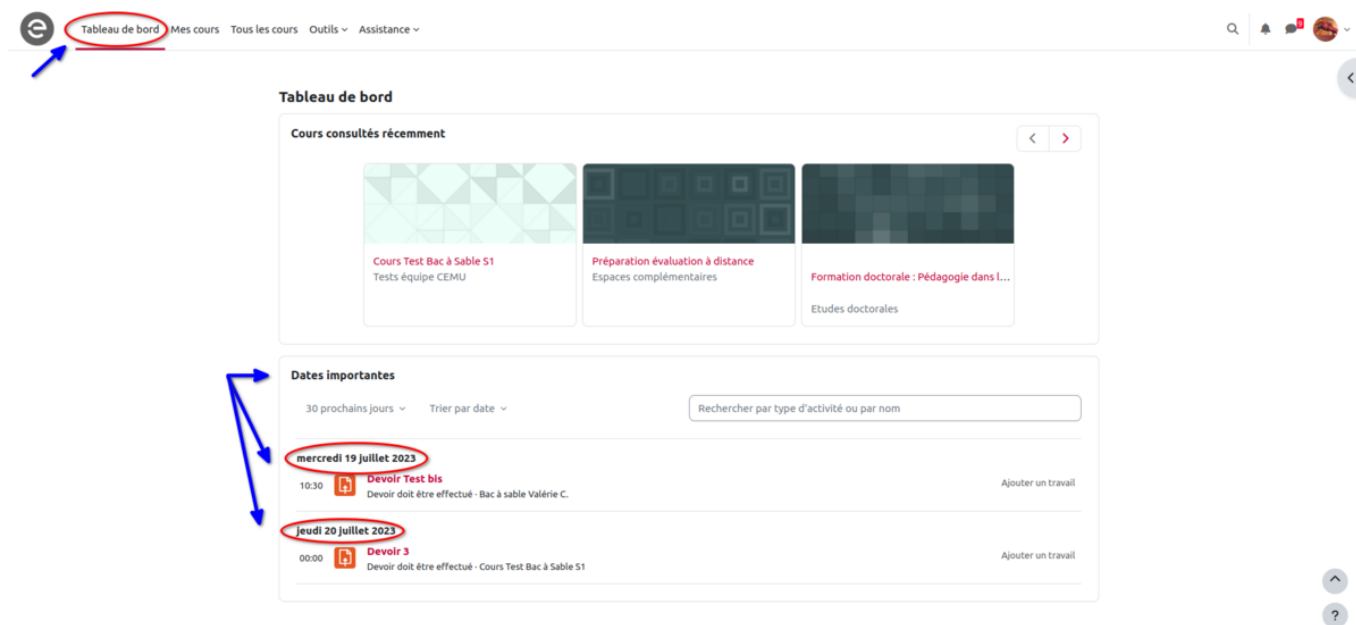 Tableau de bord Mes cours Tous les cours Outils Assistance
Tableau de bord
Cours consultés récemment
Cours Test Bac à Sable S1
Tests équipe CEMU
Préparation évaluation à distance
Espaces complémentaires
Formation doctorale : Pédagogie dans l...
Etudes doctorales
Dates importantes
30 prochains jours Trier par date Rechercher par type d'activité ou par nom
mercredi 19 juillet 2023
10:30 Devoir Test bis Ajouter un travail
Devoir doit être effectué · Bac à sable Valérie C.
jeudi 20 juillet 2023
00:00 Devoir 3 Ajouter un travail
Devoir doit être effectué · Cours Test Bac à Sable S1
?